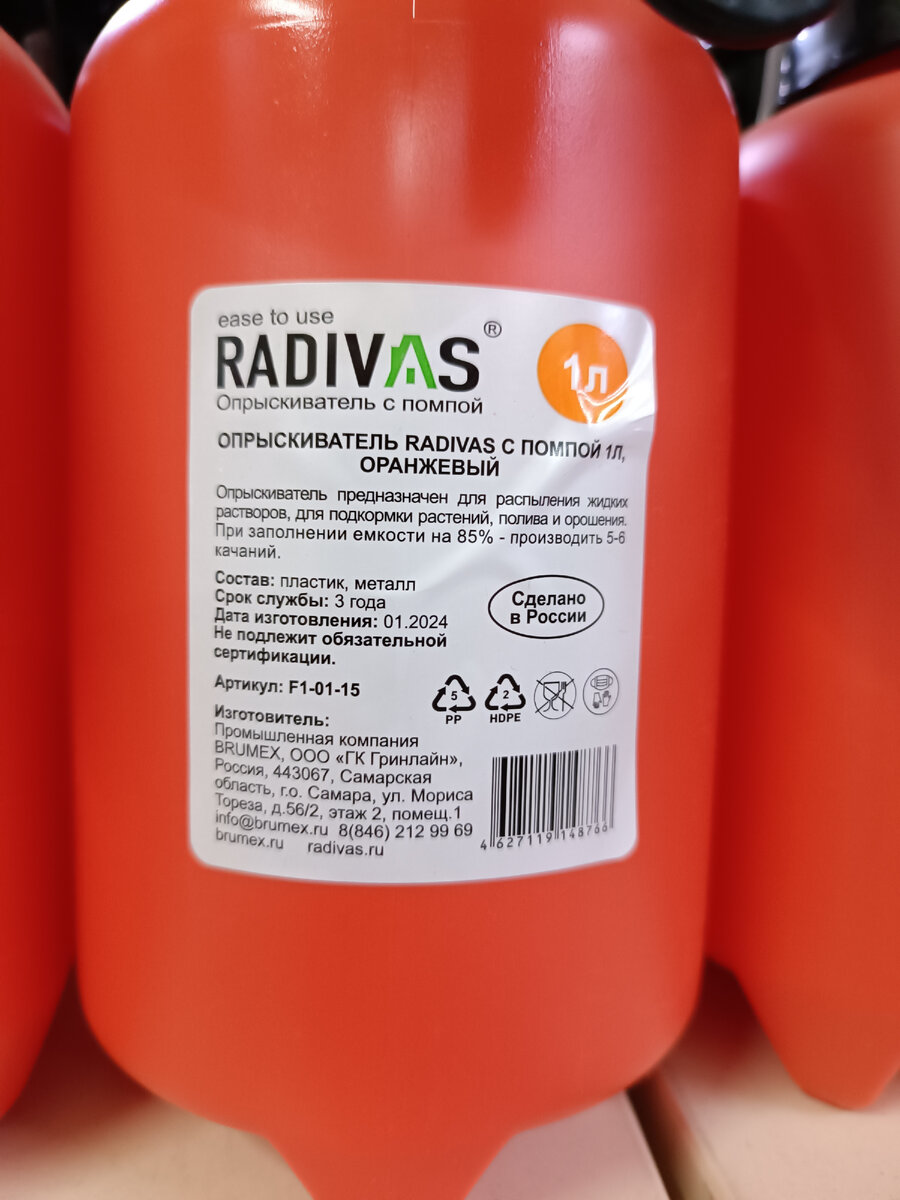 ease to use
RADIVAS®
1л
Опрыскиватель с помпой
ОПРЫСКИВАТЕЛЬ RADIVAS С ПОМПОЙ 1Л,
ОРАНЖЕВЫЙ
Опрыскиватель предназначен для распыления жидких
растворов, для подкормки растений, полива и орошения.
При заполнении емкости на 85% - производить 5-6
качаний.
Состав: пластик, металл
Срок службы: 3 года
Дата изготовления: 01.2024
Не подлежит обязательной
сертификации.
Сделано
в России
Артикул: F1-01-15
5
PP
2
HDPE
Изготовитель:
Промышленная компания
BRUMEX, ООО «ГК Гринлайн»,
Россия, 443067, Самарская
область, г.о. Самара, ул. Мориса
Тореза, д.56/2, этаж 2, помещ.1
info@brumex.ru 8(846) 212 99 69
brumex.ru radivas.ru
4 627119 148766